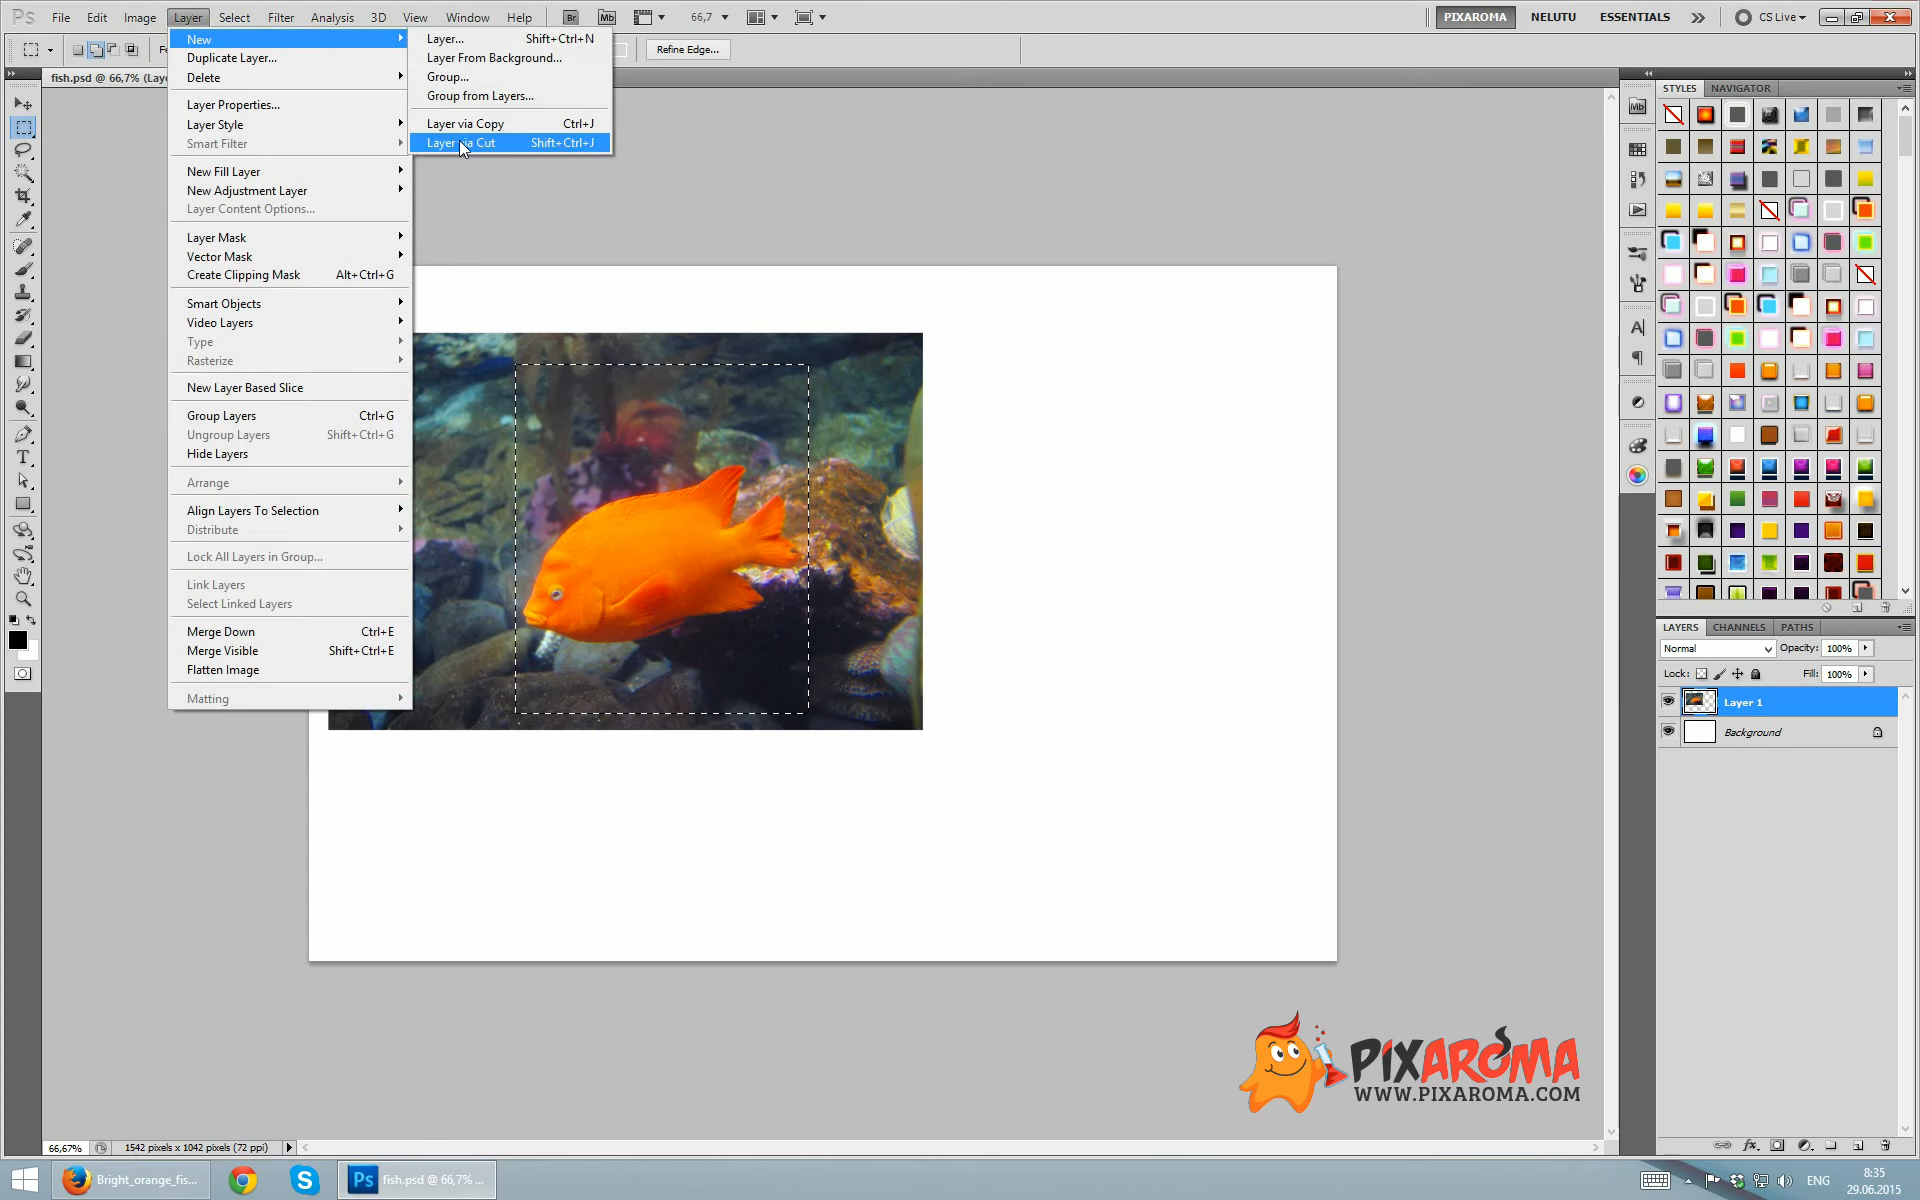 Ps File Edit Image Layer Select Filter Analysis 3D View Window Help Br Mb 66,7 PIXAROMA NELUTU ESSENTIALS CS Live
Refine Edge...
fish.psd @ 66,7% (Laye
New
Duplicate Layer...
Delete
Layer Properties...
Layer Style
Smart Filter
New Fill Layer
New Adjustment Layer
Layer Content Options...
Layer Mask
Vector Mask
Create Clipping Mask Alt+Ctrl+G
Smart Objects
Video Layers
Type
Rasterize
New Layer Based Slice
Group Layers Ctrl+G
Ungroup Layers Shift+Ctrl+G
Hide Layers
Arrange
Align Layers To Selection
Distribute
Lock All Layers in Group...
Link Layers
Select Linked Layers
Merge Down Ctrl+E
Merge Visible Shift+Ctrl+E
Flatten Image
Matting
Layer... Shift+Ctrl+N
Layer From Background...
Group...
Group from Layers...
Layer via Copy Ctrl+J
Layer via Cut Shift+Ctrl+J
STYLES NAVIGATOR
Mb
LAYERS CHANNELS PATHS
Normal Opacity: 100%
Lock: Fill: 100%
Layer 1
Background
PIXAROMA
WWW.PIXAROMA.COM
66,67% 1542 pixels x 1042 pixels (72 ppi)
Bright_orange_fis... Ps fish.psd @ 66,7% ... ENG
8:35
29.06.2015